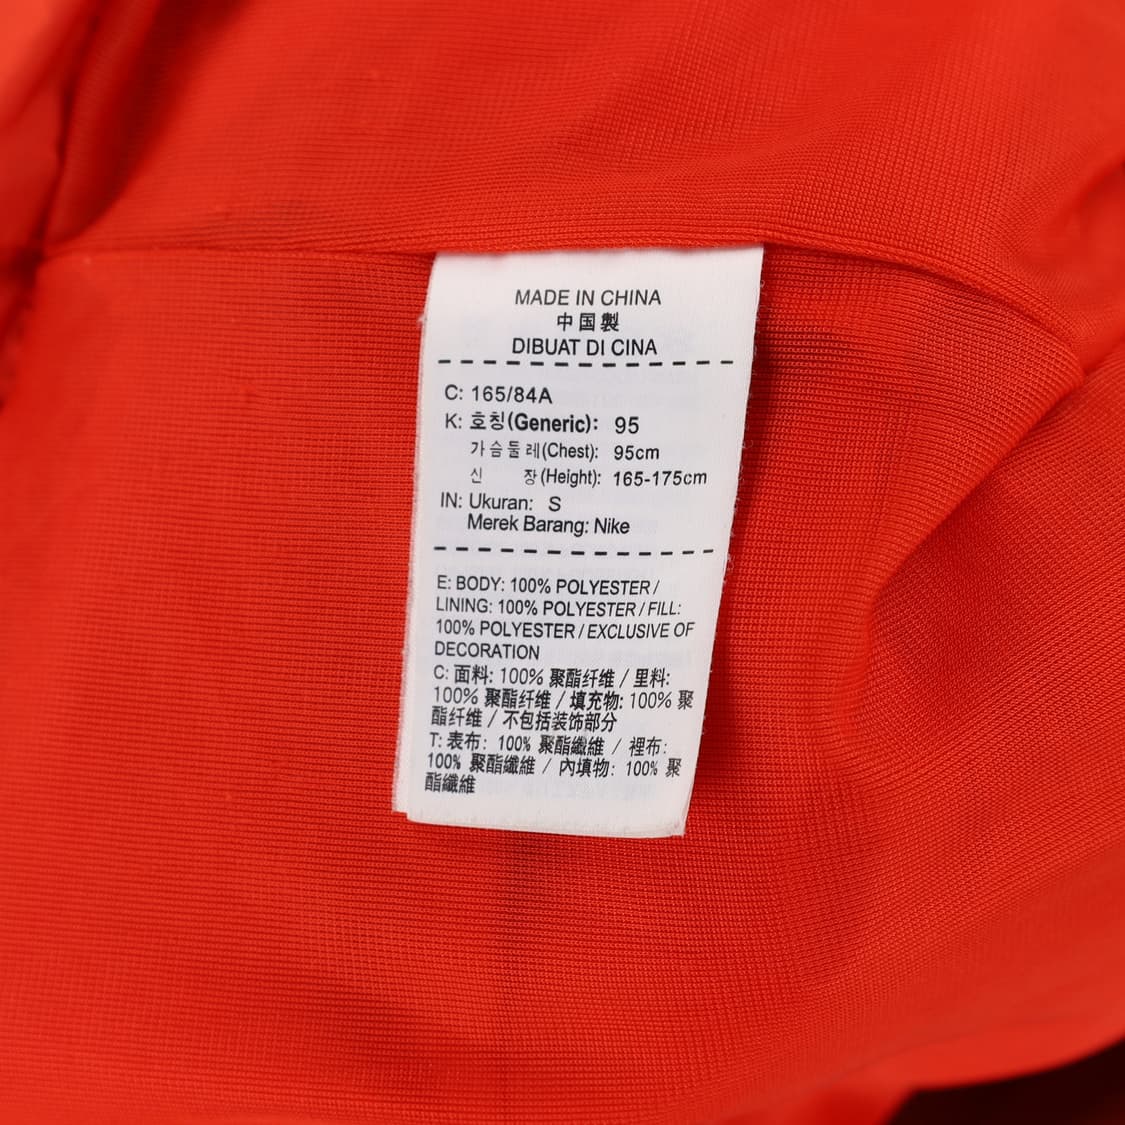 MADE IN CHINA
中国製
DIBUAT DI CINA
C: 165/84A
K: 호칭(Generic): 95
가슴둘레(Chest): 95cm
신 장(Height): 165-175cm
IN: Ukuran: S
Merek Barang: Nike
E: BODY: 100% POLYESTER /
LINING: 100% POLYESTER / FILL:
100% POLYESTER / EXCLUSIVE OF
DECORATION
C: 面料: 100% 聚酯纤维 / 里料:
100% 聚酯纤维 / 填充物: 100% 聚
酯纤维 / 不包括装饰部分
T: 表布: 100% 聚酯纖維 / 裡布:
100% 聚酯纖維 / 內填物: 100% 聚
酯纖維